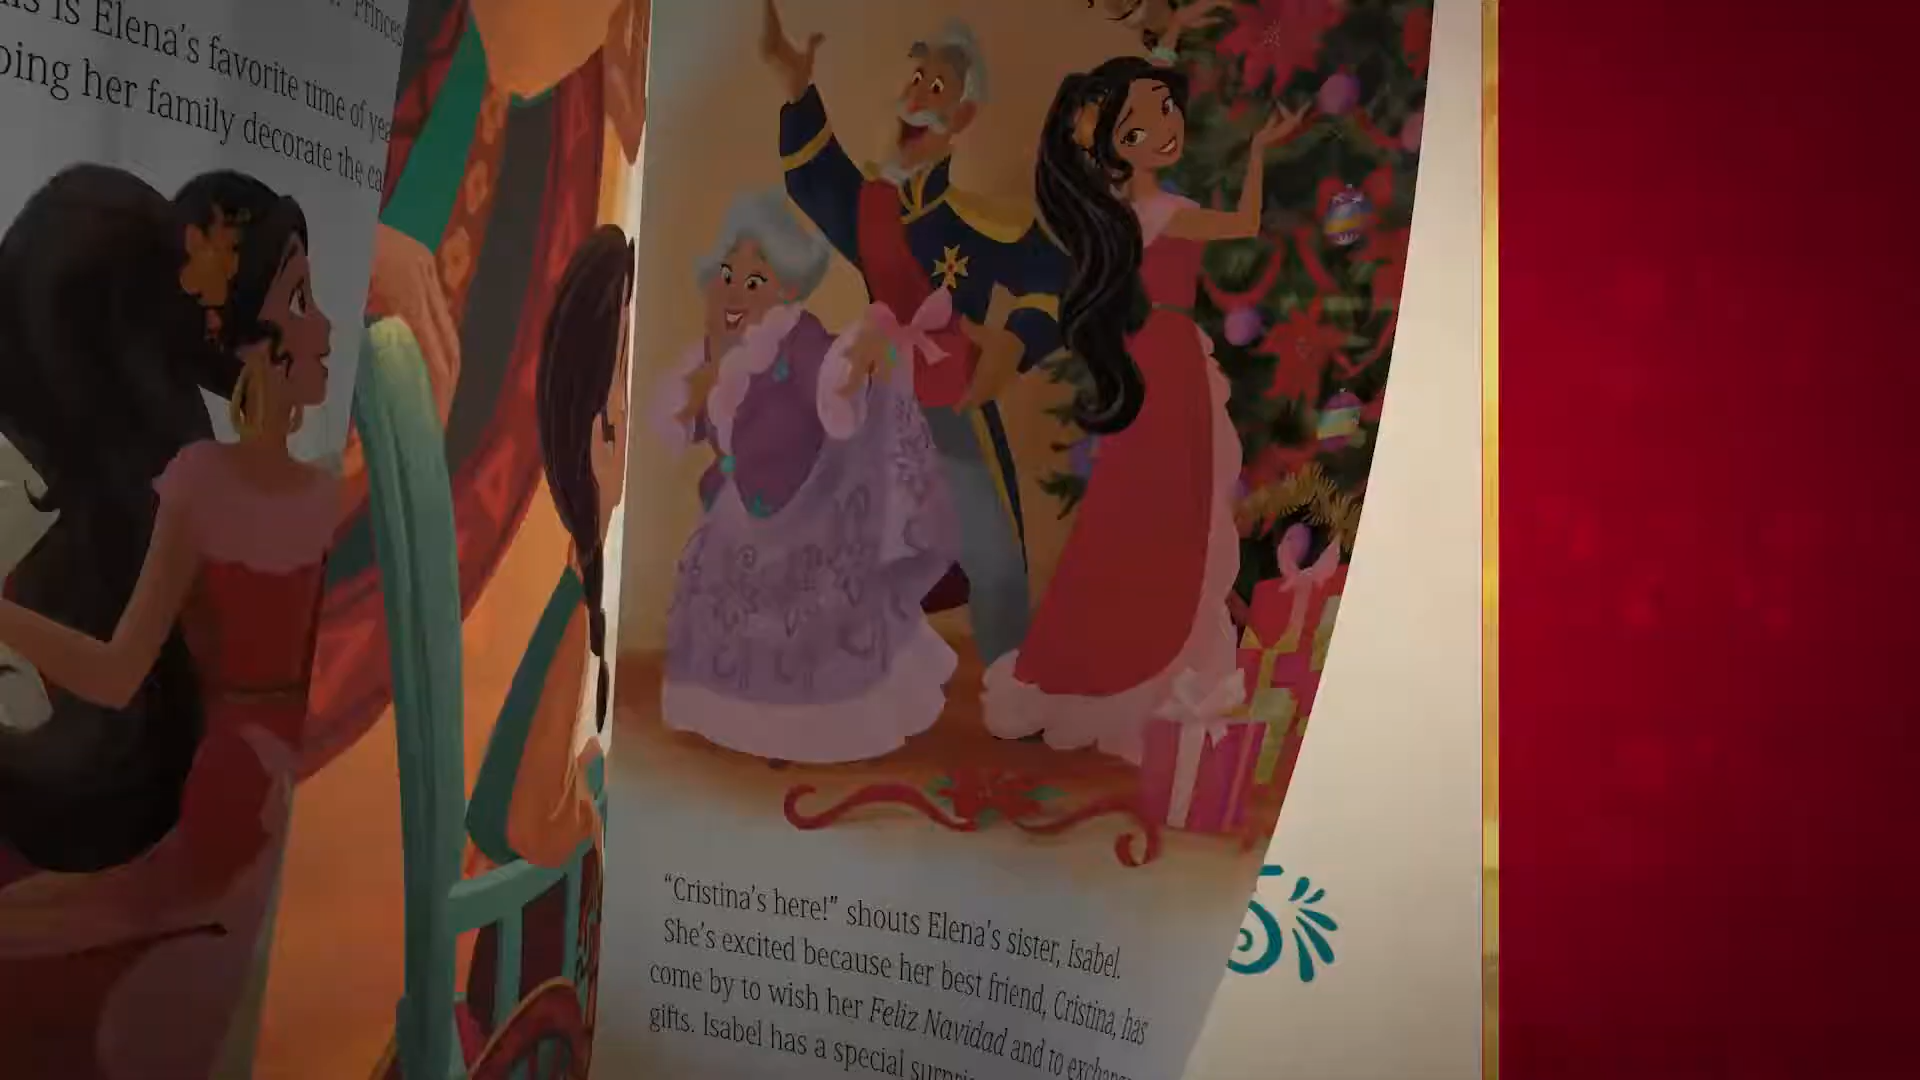 Princes
is Elena's favorite time of yea
ping her family decorate the ca
“Cristina's here!” shouts Elena's sister, Isabel.
She's excited because her best friend, Cristina, has
come by to wish her Feliz Navidad and to exchange
gifts. Isabel has a special surpri